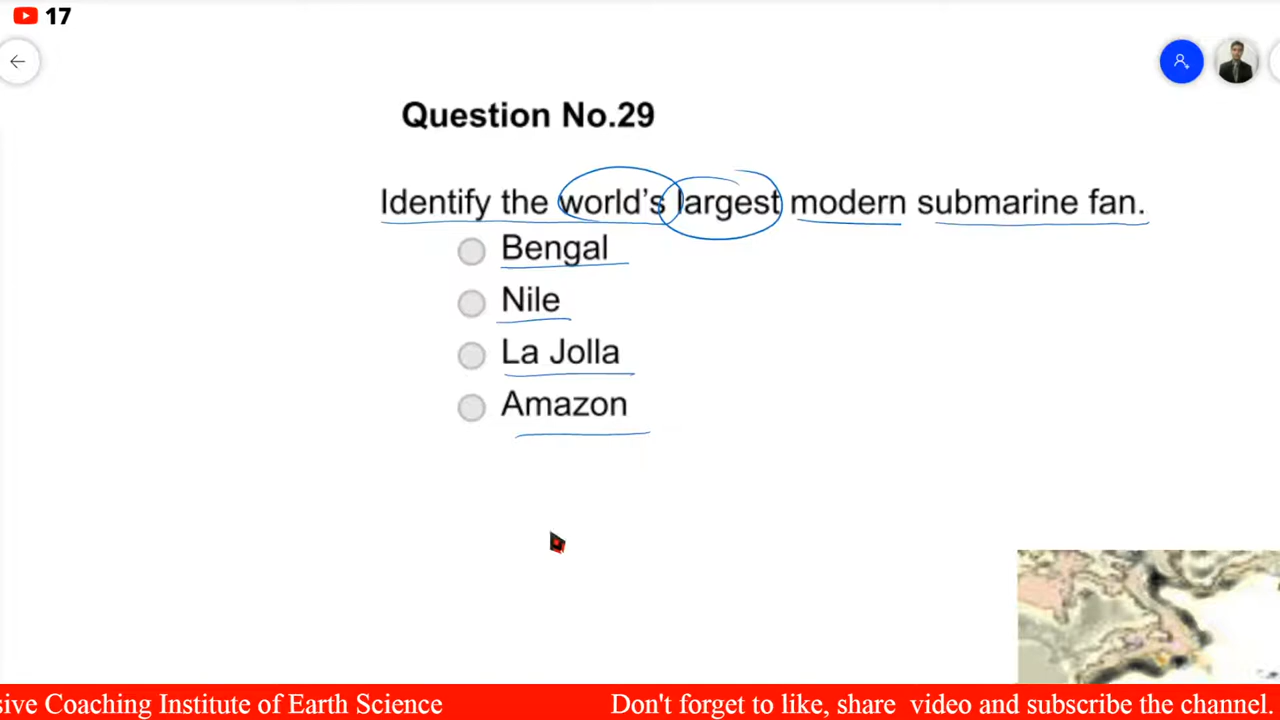 17
Question No.29
Identify the world's largest modern submarine fan.
Bengal
Nile
La Jolla
Amazon
sive Coaching Institute of Earth Science Don't forget to like, share video and subscribe the channel.